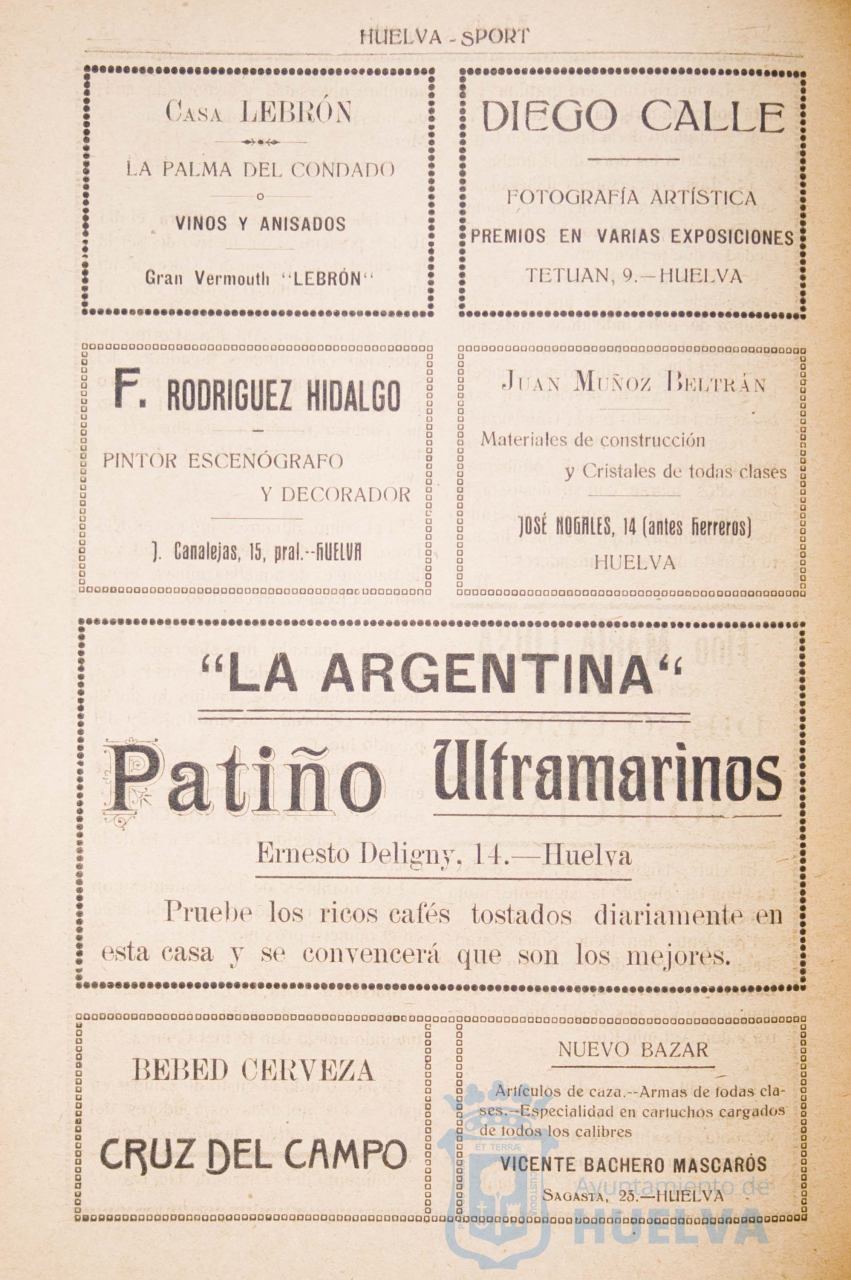 HUELVA - SPORT
CASA LEBRÓN
LA PALMA DEL CONDADO
VINOS Y ANISADOS
Gran Vermouth "LEBRÓN"
DIEGO CALLE
FOTOGRAFÍA ARTÍSTICA
PREMIOS EN VARIAS EXPOSICIONES
TETUAN, 9.—HUELVA
F. RODRIGUEZ HIDALGO
PINTOR ESCENÓGRAFO
Y DECORADOR
J. Canalejas, 15, pral.--HUELVA
JUAN MUÑOZ BELTRÁN
Materiales de construcción
y Cristales de todas clases
JOSÉ NOGALES, 14 (antes Herreros)
HUELVA
"LA ARGENTINA"
Patiño Ultramarinos
Ernesto Deligny, 14.—Huelva
Pruebe los ricos cafés tostados diariamente en
esta casa y se convencerá que son los mejores.
BEBED CERVEZA
CRUZ DEL CAMPO
NUEVO BAZAR
Artículos de caza.--Armas de todas cla-
ses.--Especialidad en cartuchos cargados
de todos los calibres
VICENTE BACHERO MASCARÓS
SAGASTA, 25.—HUELVA
ET TERRÆ
Ayuntamiento de
HUELVA